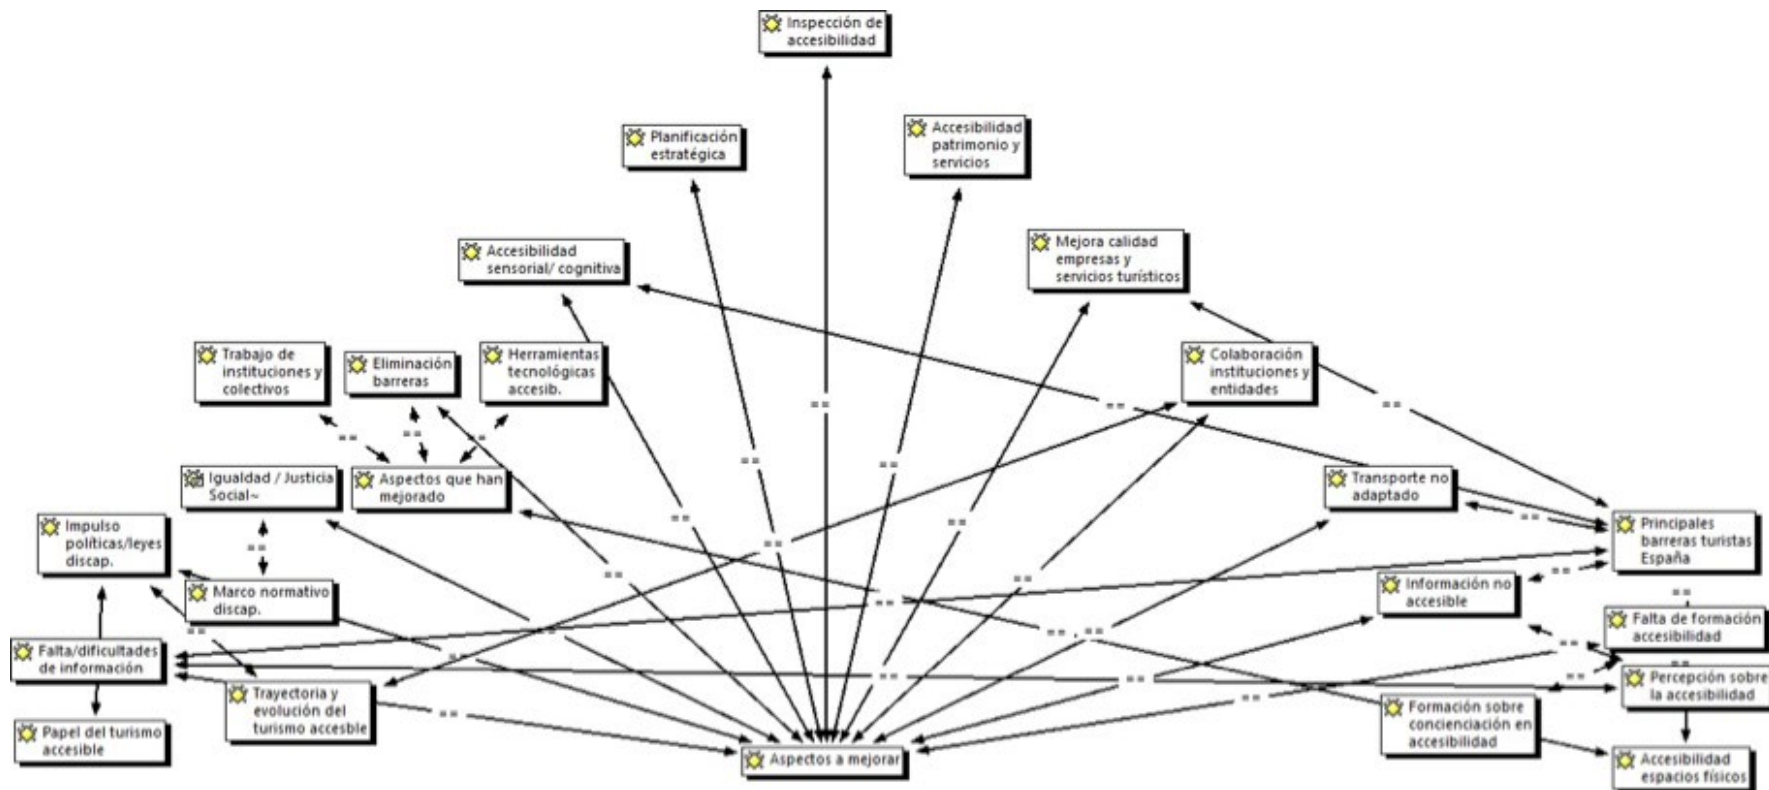 Inspección de
accesibilidad
Planificación
estratégica
Accesibilidad
patrimonio y
servicios
Accesibilidad
sensorial/ cognitiva
Mejora calidad
empresas y
servicios turísticos
Trabajo de
instituciones y
colectivos
Eliminación
barreras
Herramientas
tecnológicas
accesib.
Colaboración
instituciones y
entidades
Igualdad / Justicia
Social~
Aspectos que han
mejorado
Transporte no
adaptado
Impulso
políticas/leyes
discap.
Principales
barreras turistas
España
Marco normativo
discap.
Información no
accesible
Falta de formación
accesibilidad
Falta/dificultades
de información
Percepción sobre
la accesibilidad
Trayectoria y
evolución del
turismo accesble
Formación sobre
concienciación en
accesibilidad
Papel del turismo
accesible
Aspectos a mejorar
Accesibilidad
espacios físicos